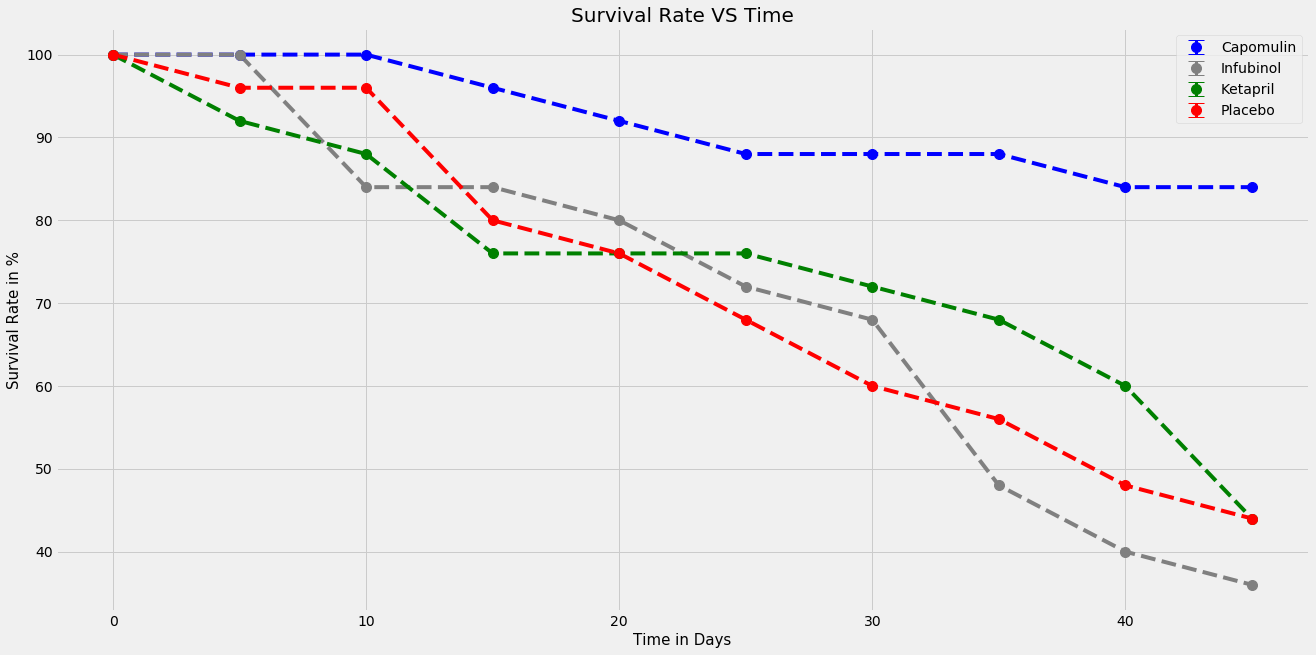 Survival Rate VS Time
Capomulin
Infubinol
Ketapril
Placebo
100
90
80
70
60
50
40
Survival Rate in %
0 10 20 30 40
Time in Days